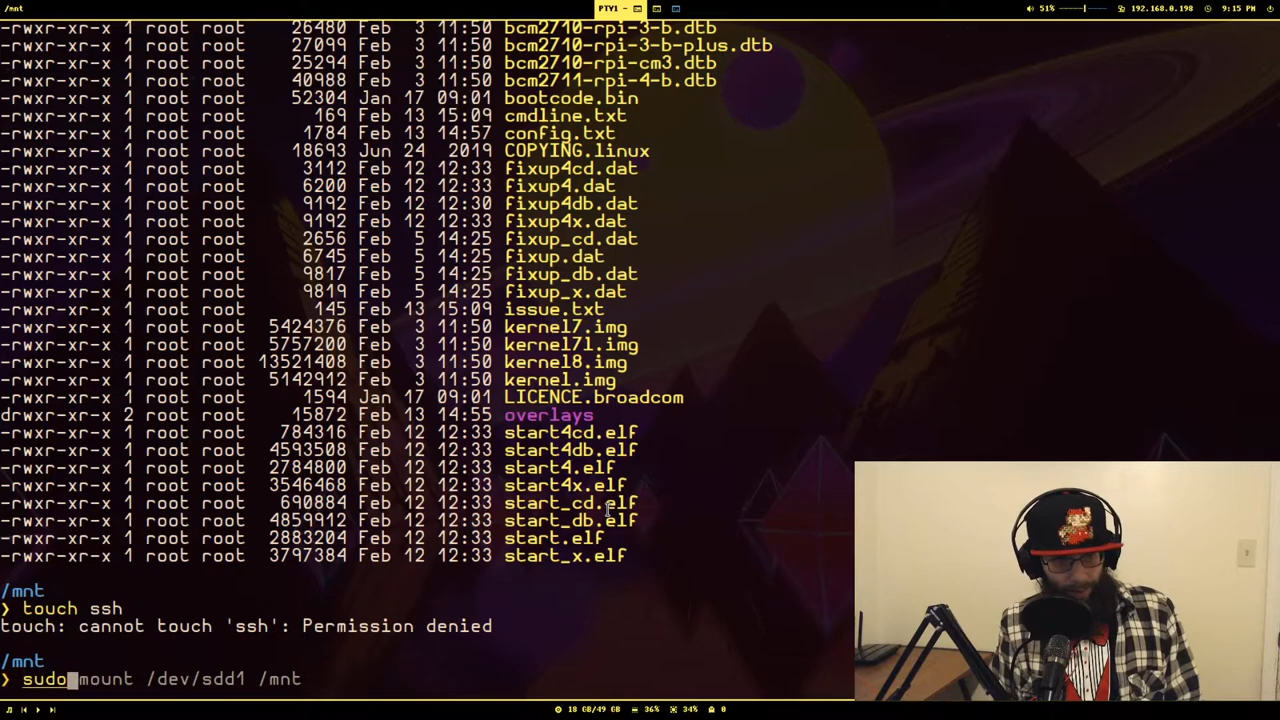 /mnt PTY1 - 51% 192.168.0.198 9:15 PM
-rwxr-xr-x 1 root root 26480 Feb 3 11:50 bcm2710-rpi-3-b.dtb
-rwxr-xr-x 1 root root 27099 Feb 3 11:50 bcm2710-rpi-3-b-plus.dtb
-rwxr-xr-x 1 root root 25294 Feb 3 11:50 bcm2710-rpi-cm3.dtb
-rwxr-xr-x 1 root root 40988 Feb 3 11:50 bcm2711-rpi-4-b.dtb
-rwxr-xr-x 1 root root 52304 Jan 17 09:01 bootcode.bin
-rwxr-xr-x 1 root root 169 Feb 13 15:09 cmdline.txt
-rwxr-xr-x 1 root root 1784 Feb 13 14:57 config.txt
-rwxr-xr-x 1 root root 18693 Jun 24 2019 COPYING.linux
-rwxr-xr-x 1 root root 3112 Feb 12 12:33 fixup4cd.dat
-rwxr-xr-x 1 root root 6200 Feb 12 12:33 fixup4.dat
-rwxr-xr-x 1 root root 9192 Feb 12 12:30 fixup4db.dat
-rwxr-xr-x 1 root root 9192 Feb 12 12:33 fixup4x.dat
-rwxr-xr-x 1 root root 2656 Feb 5 14:25 fixup_cd.dat
-rwxr-xr-x 1 root root 6745 Feb 5 14:25 fixup.dat
-rwxr-xr-x 1 root root 9817 Feb 5 14:25 fixup_db.dat
-rwxr-xr-x 1 root root 9819 Feb 5 14:25 fixup_x.dat
-rwxr-xr-x 1 root root 145 Feb 13 15:09 issue.txt
-rwxr-xr-x 1 root root 5424376 Feb 3 11:50 kernel7.img
-rwxr-xr-x 1 root root 5757200 Feb 3 11:50 kernel7l.img
-rwxr-xr-x 1 root root 13521408 Feb 3 11:50 kernel8.img
-rwxr-xr-x 1 root root 5142912 Feb 3 11:50 kernel.img
-rwxr-xr-x 1 root root 1594 Jan 17 09:01 LICENCE.broadcom
drwxr-xr-x 2 root root 15872 Feb 13 14:55 overlays
-rwxr-xr-x 1 root root 784316 Feb 12 12:33 start4cd.elf
-rwxr-xr-x 1 root root 4593508 Feb 12 12:33 start4db.elf
-rwxr-xr-x 1 root root 2784800 Feb 12 12:33 start4.elf
-rwxr-xr-x 1 root root 3546468 Feb 12 12:33 start4x.elf
-rwxr-xr-x 1 root root 690884 Feb 12 12:33 start_cd.elf
-rwxr-xr-x 1 root root 4859912 Feb 12 12:33 start_db.elf
-rwxr-xr-x 1 root root 2883204 Feb 12 12:33 start.elf
-rwxr-xr-x 1 root root 3797384 Feb 12 12:33 start_x.elf
/mnt
❯ touch ssh
touch: cannot touch 'ssh': Permission denied
/mnt
❯ sudo mount /dev/sdd1 /mnt
18 GB/49 GB 36% 34% 0